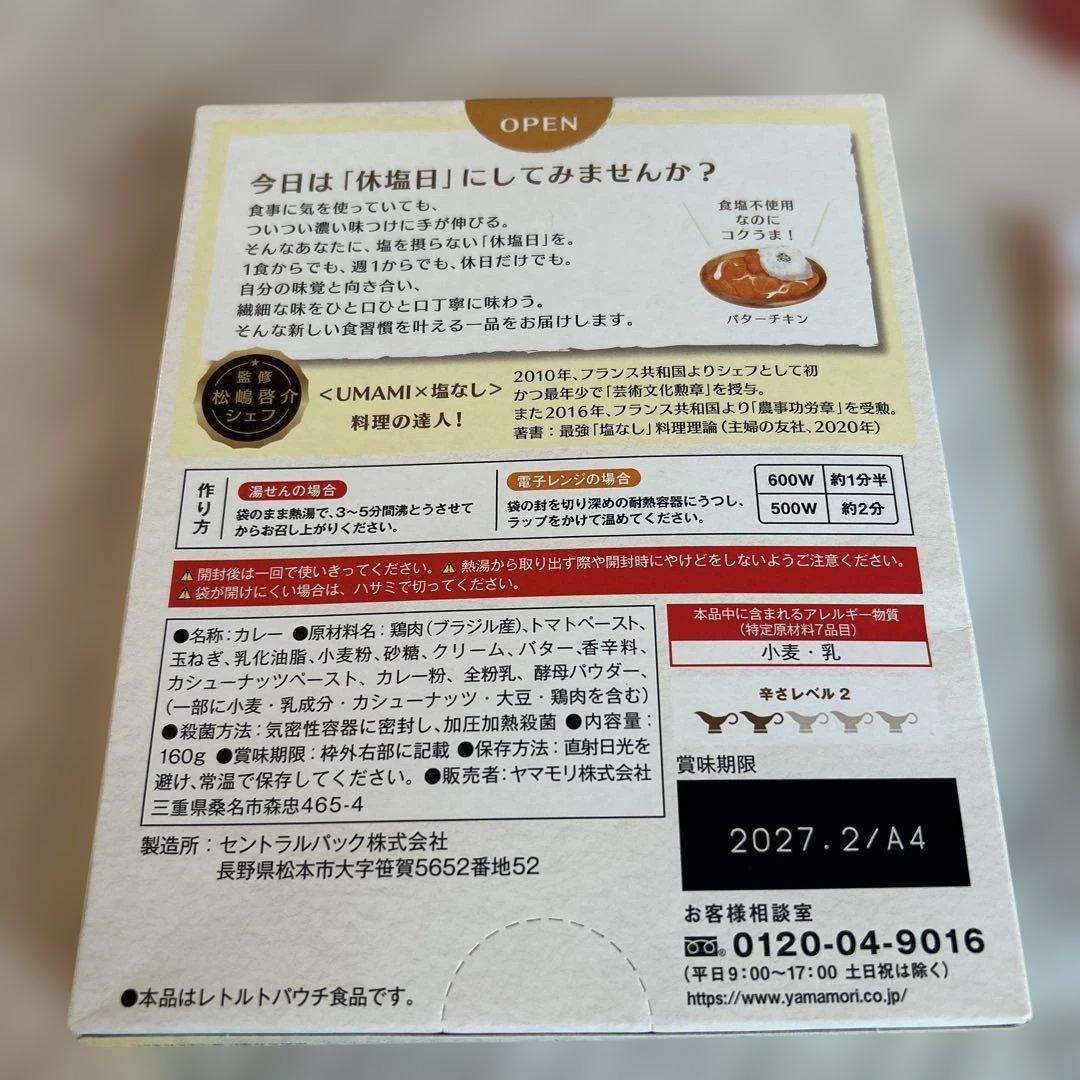 OPEN
今日は「休塩日」にしてみませんか？
食事に気を使っていても、
ついつい濃い味つけに手が伸びる。
そんなあなたに、塩を摂らない「休塩日」を。
1食からでも、週1からでも、休日だけでも。
自分の味覚と向き合い、
繊細な味をひと口ひと口丁寧に味わう。
そんな新しい食習慣を叶える一品をお届けします。
食塩不使用
なのに
コクうま！
バターチキン
監修
松嶋啓介
シェフ
＜UMAMI×塩なし＞
料理の達人！
2010年、フランス共和国よりシェフとして初
かつ最年少で「芸術文化勲章」を授与。
また2016年、フランス共和国より「農事功労章」を受勲。
著書：最強「塩なし」料理理論（主婦の友社、2020年）
作り方
湯せんの場合
袋のまま熱湯で、3〜5分間沸とうさせて
からお召し上がりください。
電子レンジの場合
袋の封を切り深めの耐熱容器にうつし、
ラップをかけて温めてください。
600W 約1分半
500W 約2分
⚠開封後は一回で使いきってください。⚠熱湯から取り出す際や開封時にやけどをしないようご注意ください。
⚠袋が開けにくい場合は、ハサミで切ってください。
●名称：カレー ●原材料名：鶏肉（ブラジル産）、トマトペースト、
玉ねぎ、乳化油脂、小麦粉、砂糖、クリーム、バター、香辛料、
カシューナッツペースト、カレー粉、全粉乳、酵母パウダー、
（一部に小麦・乳成分・カシューナッツ・大豆・鶏肉を含む）
●殺菌方法：気密性容器に密封し、加圧加熱殺菌 ●内容量：
160g ●賞味期限：枠外右部に記載 ●保存方法：直射日光を
避け、常温で保存してください。●販売者：ヤマモリ株式会社
三重県桑名市森忠465-4
本品中に含まれるアレルギー物質
（特定原材料7品目）
小麦・乳
辛さレベル2
賞味期限
2027.2/A4
製造所：セントラルパック株式会社
長野県松本市大字笹賀5652番地52
お客様相談室
0120-04-9016
（平日9：00〜17：00 土日祝は除く）
https://www.yamamori.co.jp/
●本品はレトルトパウチ食品です。